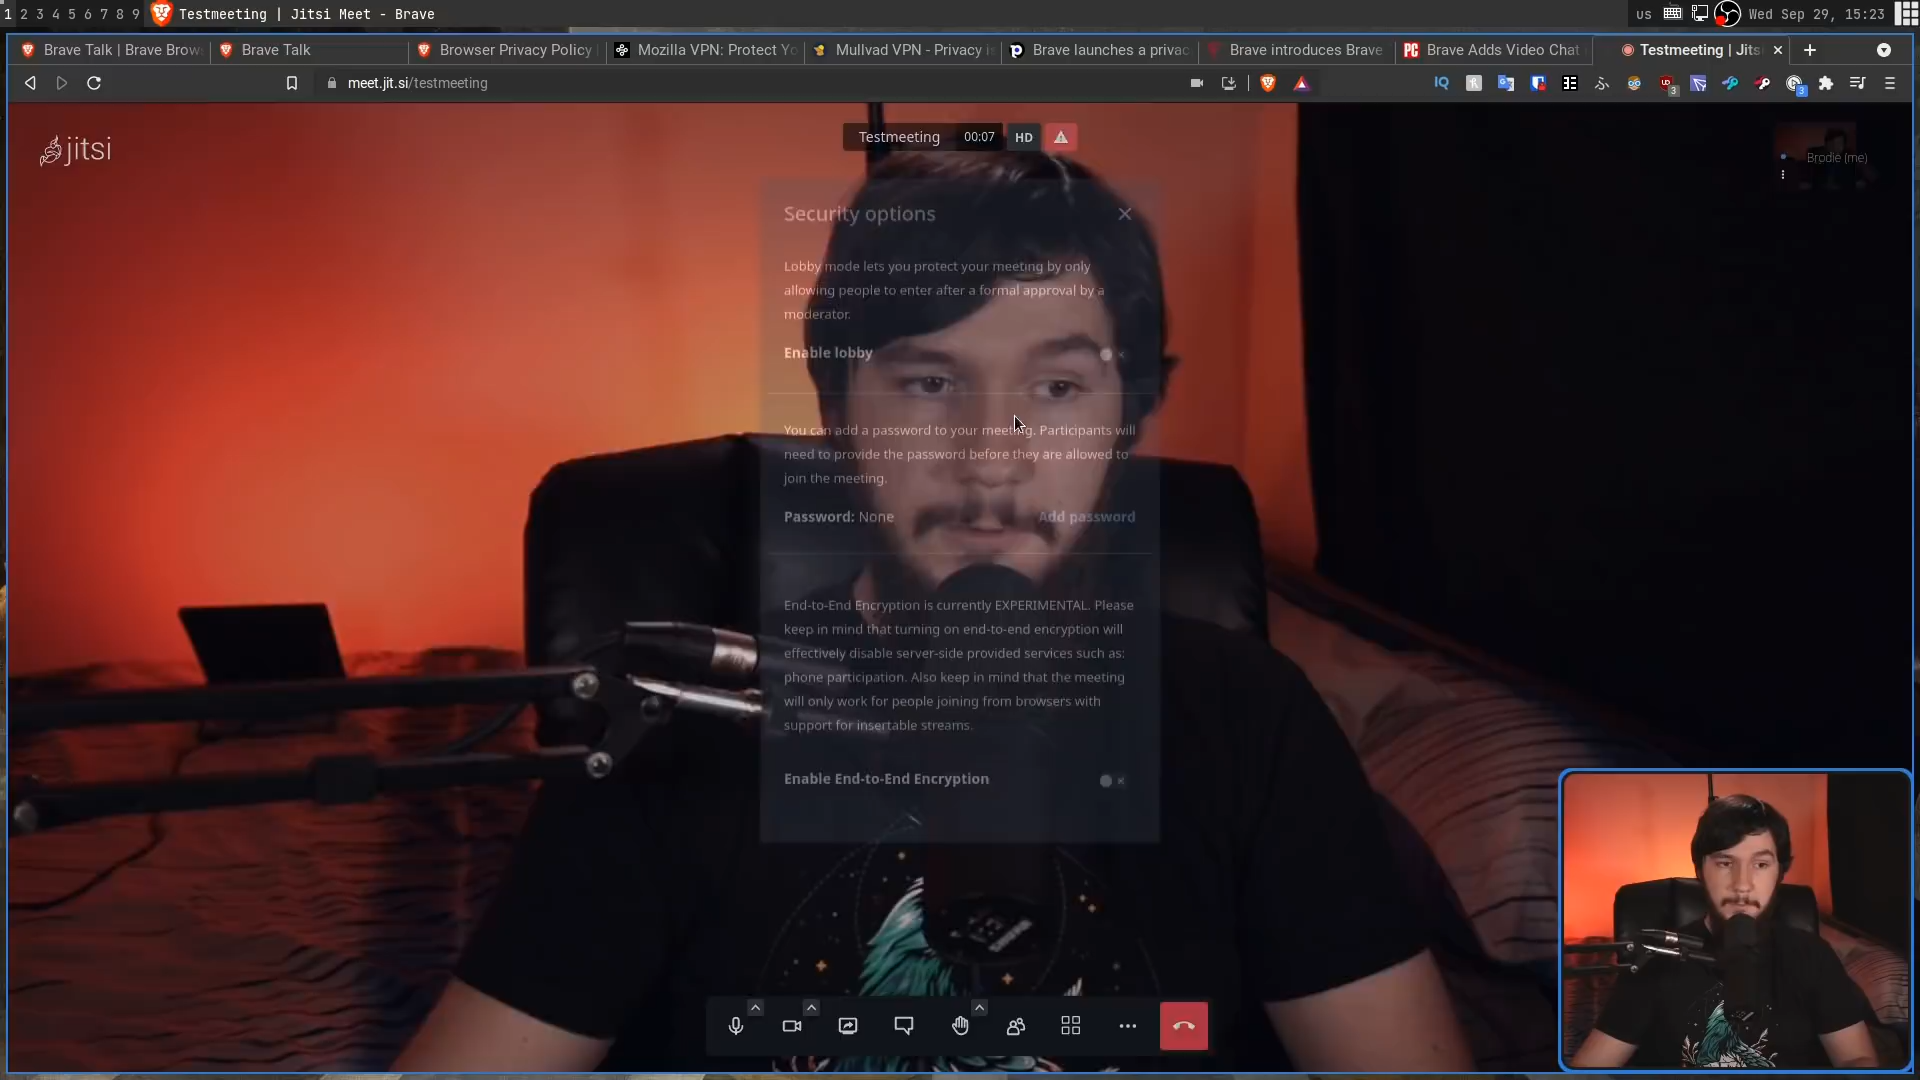 1 2 3 4 5 6 7 8 9 Testmeeting | Jitsi Meet - Brave
us Wed Sep 29, 15:23
Brave Talk | Brave Brows
Brave Talk
Browser Privacy Policy
Mozilla VPN: Protect Yo
Mullvad VPN - Privacy i
Brave launches a privac
Brave introduces Brave
PC Brave Adds Video Chat
Testmeeting | Jits
meet.jit.si/testmeeting
IQ
3
3
jitsi
Testmeeting 00:07 HD
Brodie (me)
Security options
Lobby mode lets you protect your meeting by only
allowing people to enter after a formal approval by a
moderator.
Enable lobby
You can add a password to your meeting. Participants will
need to provide the password before they are allowed to
join the meeting.
Password: None Add password
End-to-End Encryption is currently EXPERIMENTAL. Please
keep in mind that turning on end-to-end encryption will
effectively disable server-side provided services such as:
phone participation. Also keep in mind that the meeting
will only work for people joining from browsers with
support for insertable streams.
Enable End-to-End Encryption